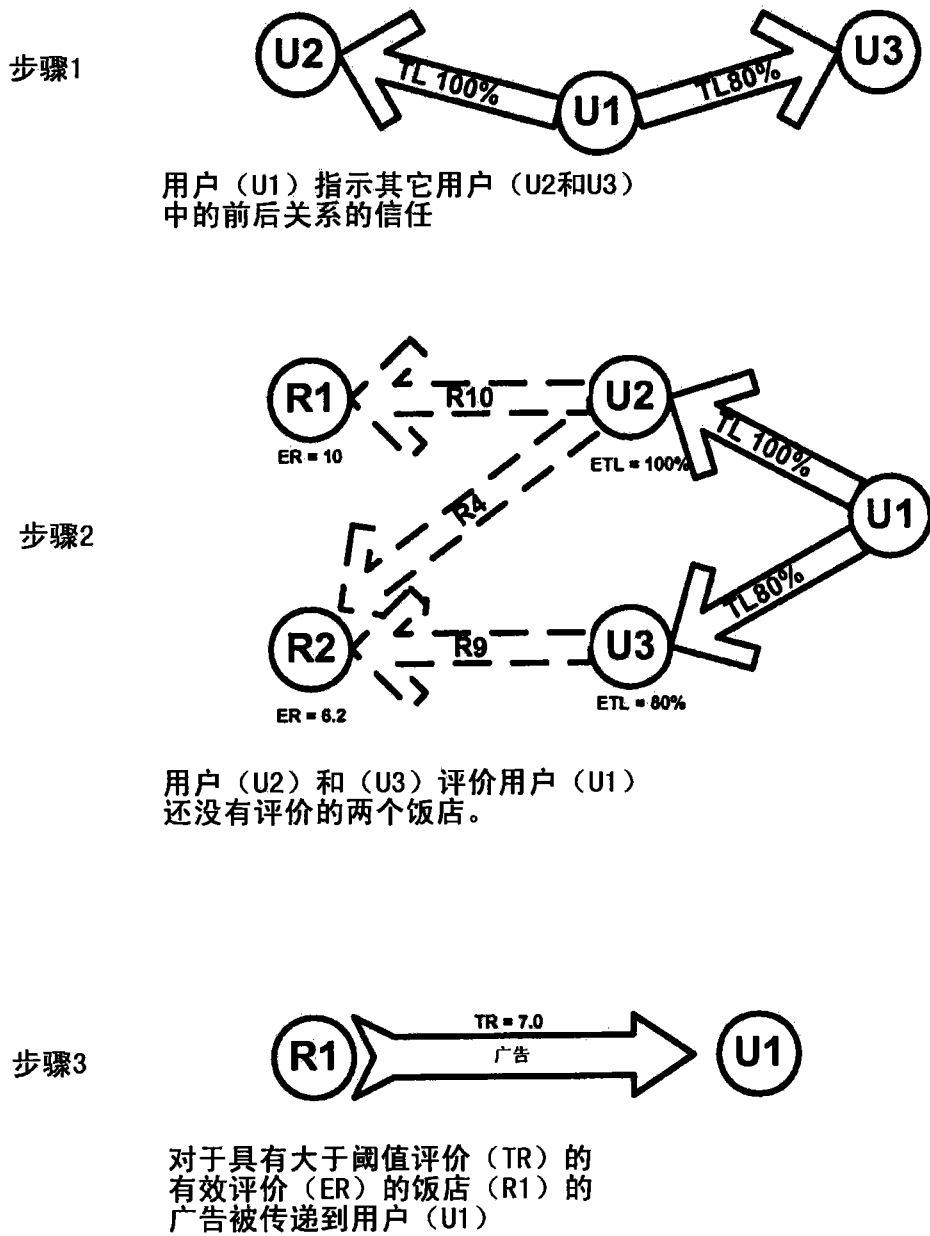 步骤1
U2
TL 100%
U1
TL80%
U3
用户（U1）指示其它用户（U2和U3）
中的前后关系的信任
步骤2
R1
ER = 10
R10
U2
ETL = 100%
TL 100%
U1
R4
R2
ER = 6.2
R9
U3
ETL = 80%
TL80%
用户（U2）和（U3）评价用户（U1）
还没有评价的两个饭店。
步骤3
R1
TR = 7.0
广告
U1
对于具有大于阈值评价（TR）的
有效评价（ER）的饭店（R1）的
广告被传递到用户（U1）